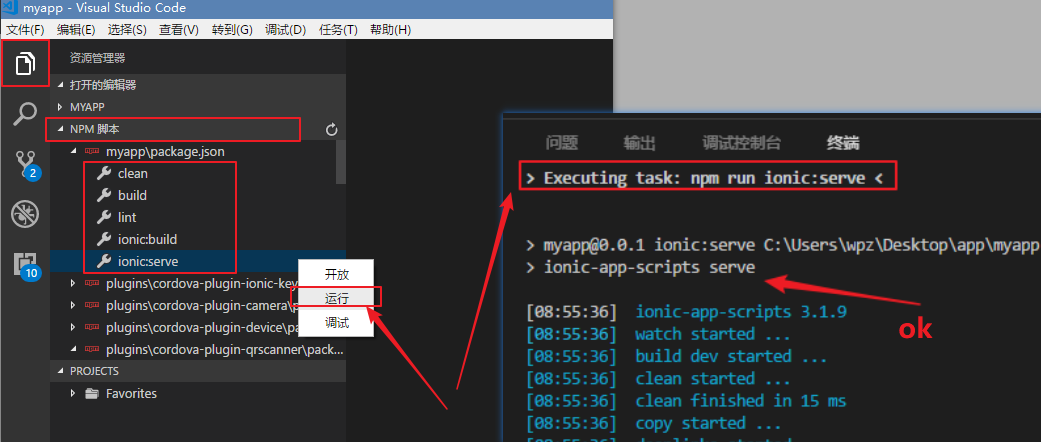 myapp - Visual Studio Code
文件(F) 编辑(E) 选择(S) 查看(V) 转到(G) 调试(D) 任务(T) 帮助(H)
资源管理器
打开的编辑器
MYAPP
NPM 脚本
myapp\package.json
clean
build
lint
ionic:build
ionic:serve
plugins\cordova-plugin-ionic-key
plugins\cordova-plugin-camera\p
plugins\cordova-plugin-device\pa
plugins\cordova-plugin-qrscanner\pack...
PROJECTS
Favorites
2
10
开放
运行
调试
问题 输出 调试控制台 终端
> Executing task: npm run ionic:serve <
> myapp@0.0.1 ionic:serve C:\Users\wpz\Desktop\app\myapp
> ionic-app-scripts serve
ok
[08:55:36] ionic-app-scripts 3.1.9
[08:55:36] watch started ...
[08:55:36] build dev started ...
[08:55:36] clean started ...
[08:55:36] clean finished in 15 ms
[08:55:36] copy started ...